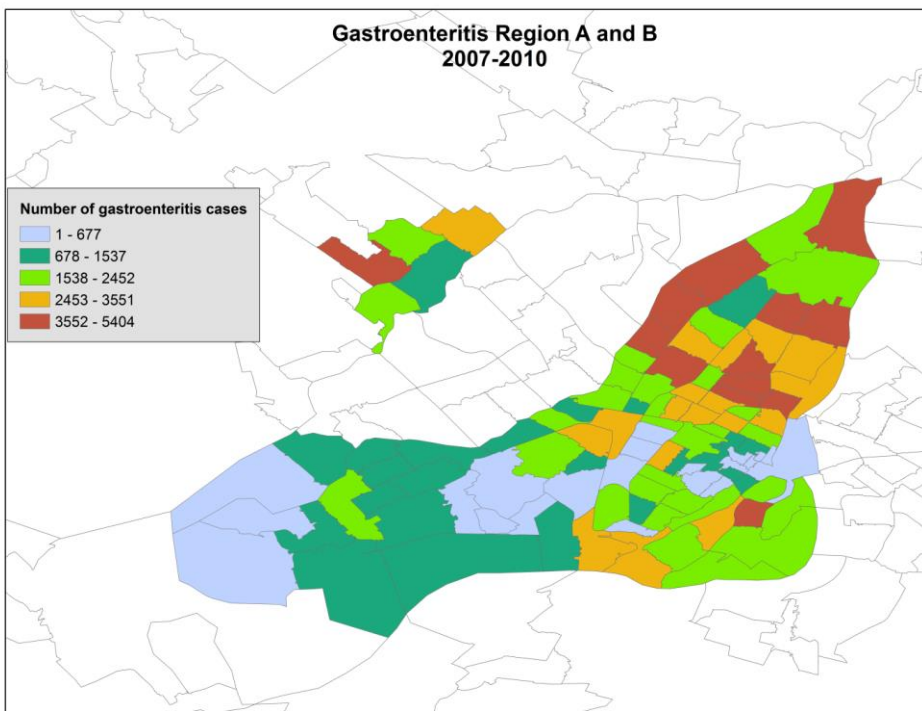 Gastroenteritis Region A and B
2007-2010
Number of gastroenteritis cases
1 - 677
678 - 1537
1538 - 2452
2453 - 3551
3552 - 5404